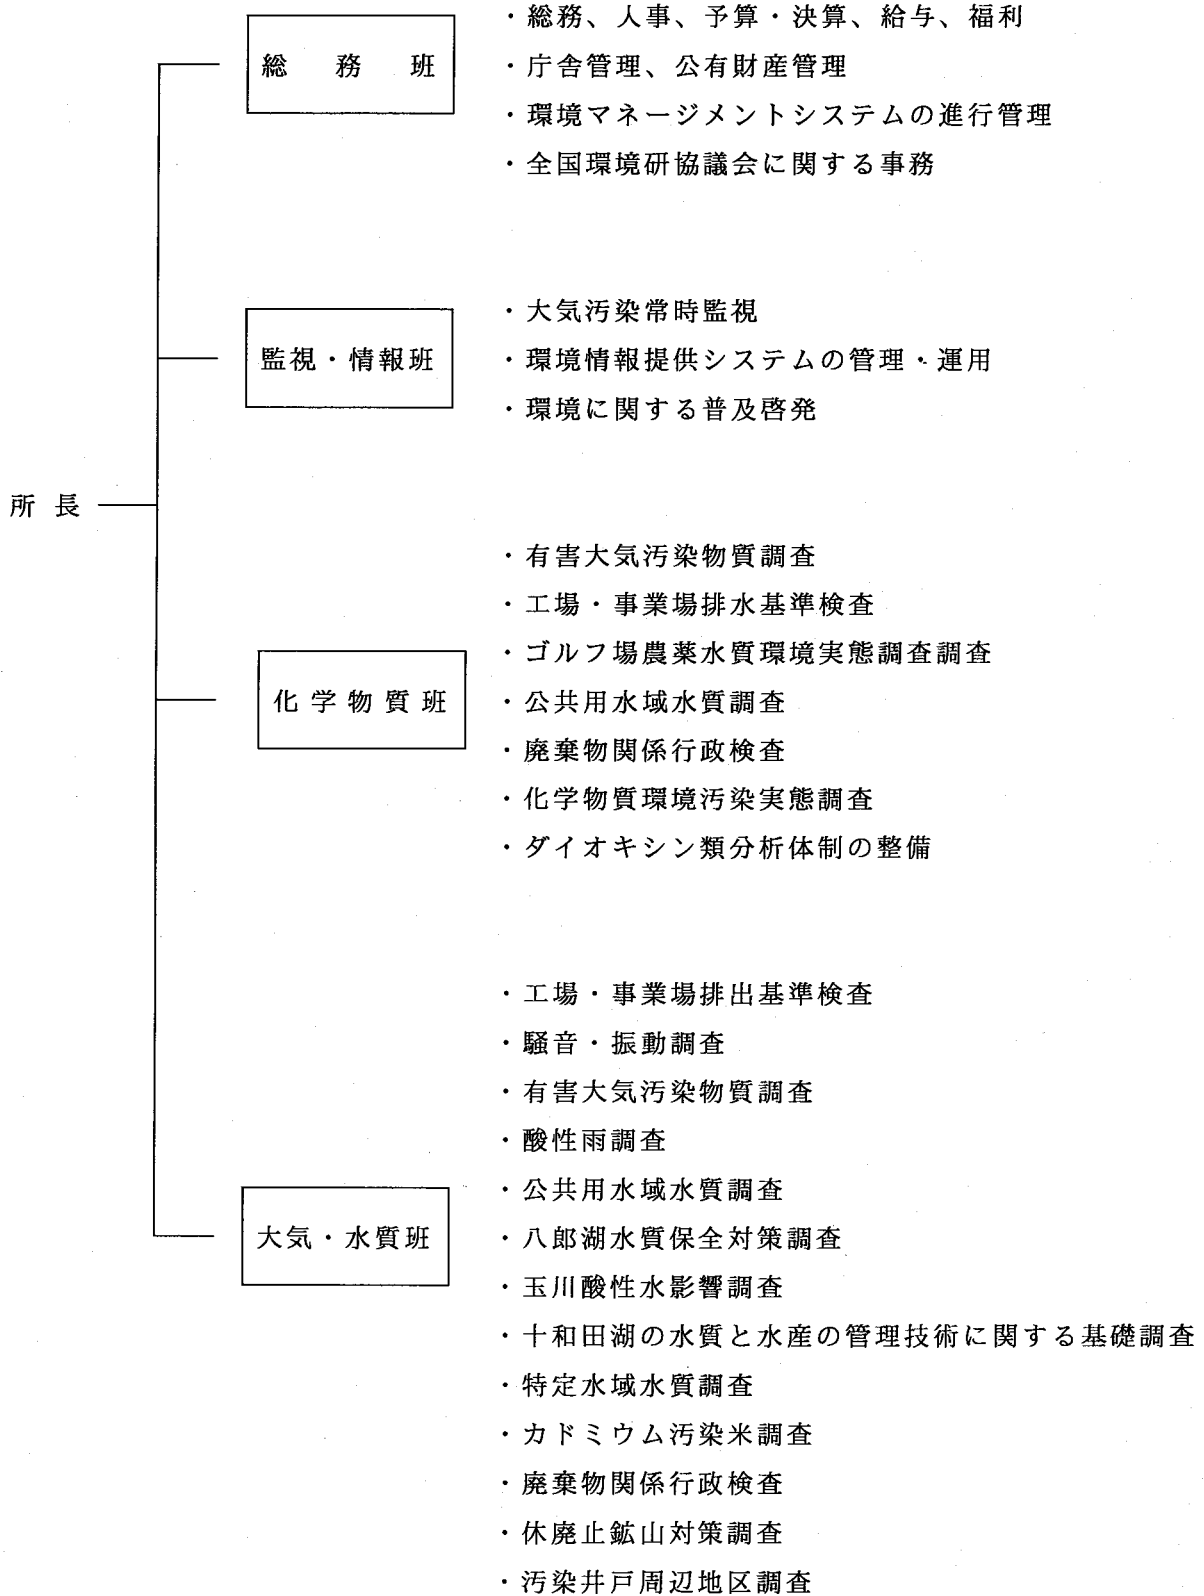 所長
総務班
・総務、人事、予算・決算、給与、福利
・庁舎管理、公有財産管理
・環境マネージメントシステムの進行管理
・全国環境研協議会に関する事務
監視・情報班
・大気汚染常時監視
・環境情報提供システムの管理・運用
・環境に関する普及啓発
化学物質班
・有害大気汚染物質調査
・工場・事業場排水基準検査
・ゴルフ場農薬水質環境実態調査調査
・公共用水域水質調査
・廃棄物関係行政検査
・化学物質環境汚染実態調査
・ダイオキシン類分析体制の整備
大気・水質班
・工場・事業場排出基準検査
・騒音・振動調査
・有害大気汚染物質調査
・酸性雨調査
・公共用水域水質調査
・八郎湖水質保全対策調査
・玉川酸性水影響調査
・十和田湖の水質と水産の管理技術に関する基礎調査
・特定水域水質調査
・カドミウム汚染米調査
・廃棄物関係行政検査
・休廃止鉱山対策調査
・汚染井戸周辺地区調査